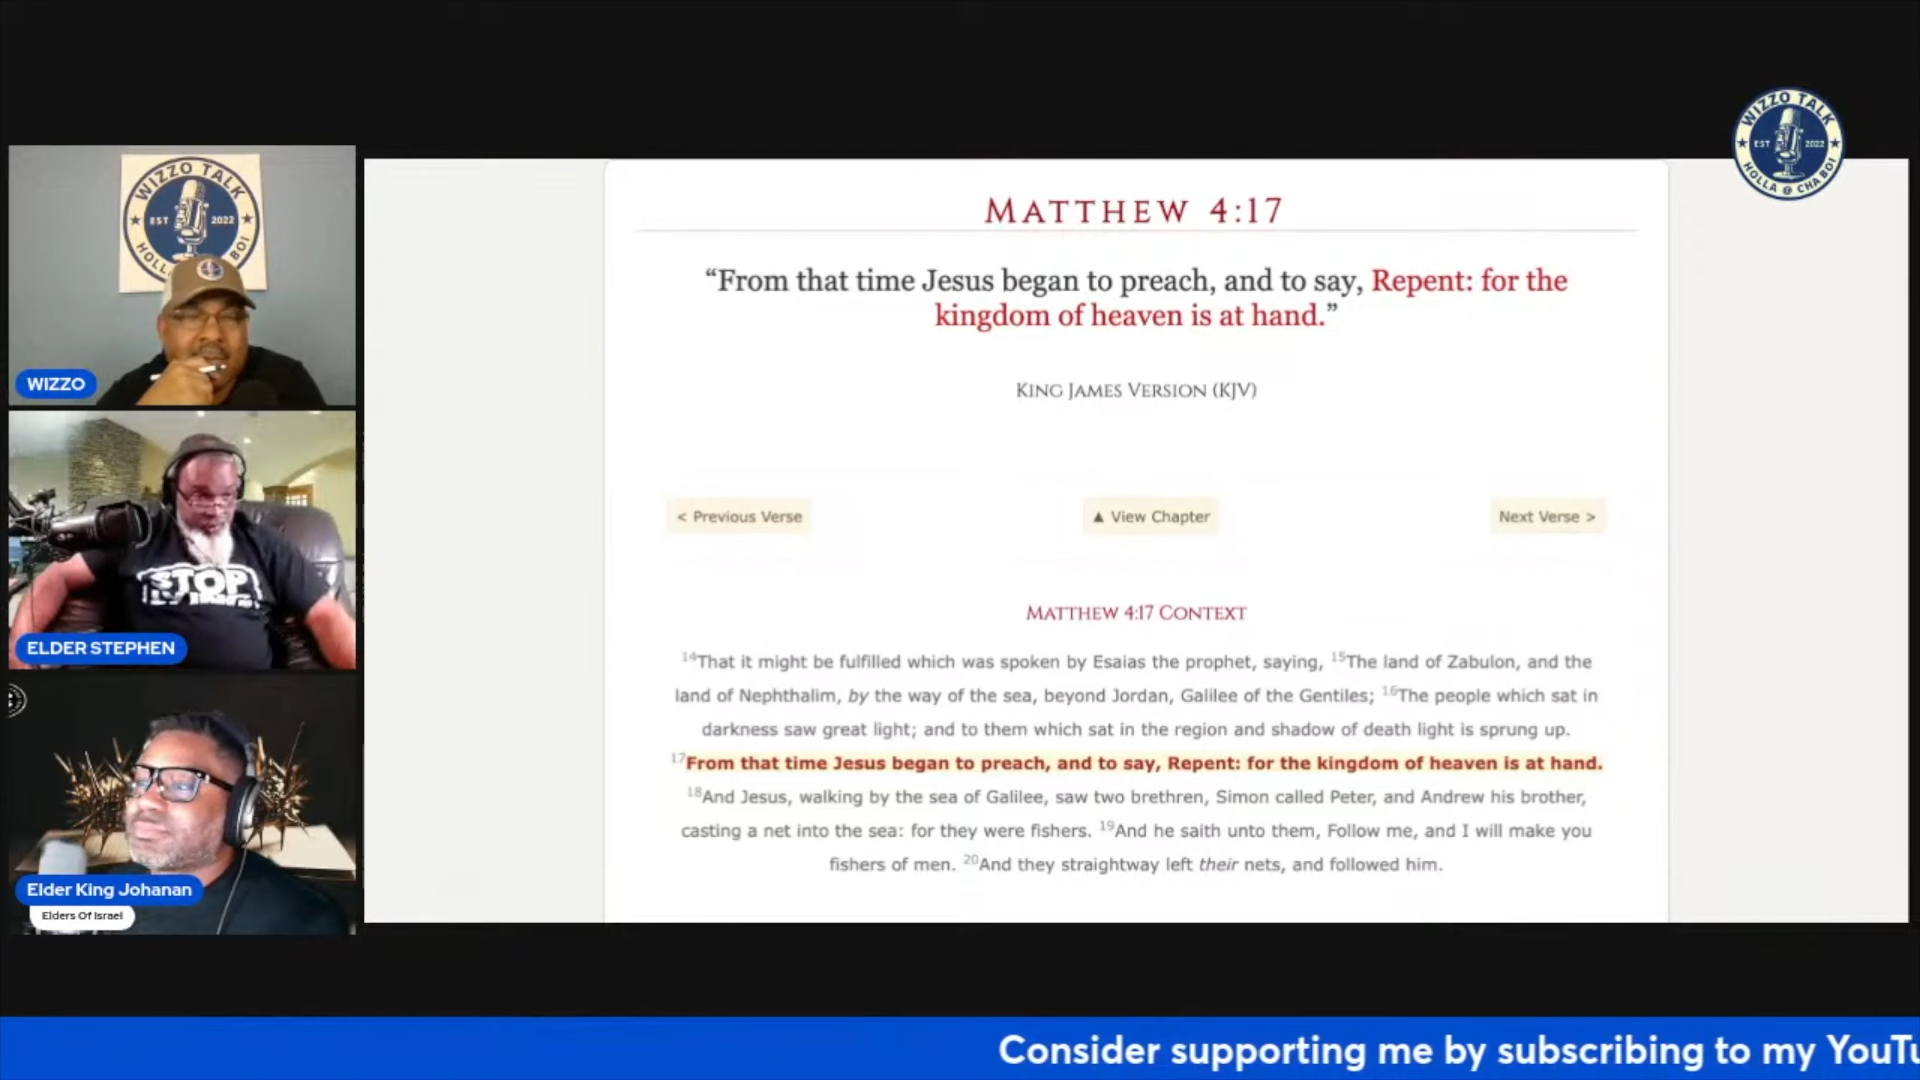 WIZZO TALK
EST 2022
HOLLA @ CHA BOI
WIZZO TALK
EST 2022
HOLL
BOI
WIZZO
STOP
ELDER STEPHEN
Elder King Johanan
Elders Of Israel
MATTHEW 4:17
“From that time Jesus began to preach, and to say, Repent: for the
kingdom of heaven is at hand.”
KING JAMES VERSION (KJV)
< Previous Verse
▲ View Chapter
Next Verse >
MATTHEW 4:17 CONTEXT
14That it might be fulfilled which was spoken by Esaias the prophet, saying, 15The land of Zabulon, and the
land of Nephthalim, by the way of the sea, beyond Jordan, Galilee of the Gentiles; 16The people which sat in
darkness saw great light; and to them which sat in the region and shadow of death light is sprung up.
17From that time Jesus began to preach, and to say, Repent: for the kingdom of heaven is at hand.
18And Jesus, walking by the sea of Galilee, saw two brethren, Simon called Peter, and Andrew his brother,
casting a net into the sea: for they were fishers. 19And he saith unto them, Follow me, and I will make you
fishers of men. 20And they straightway left their nets, and followed him.
Consider supporting me by subscribing to my YouTu